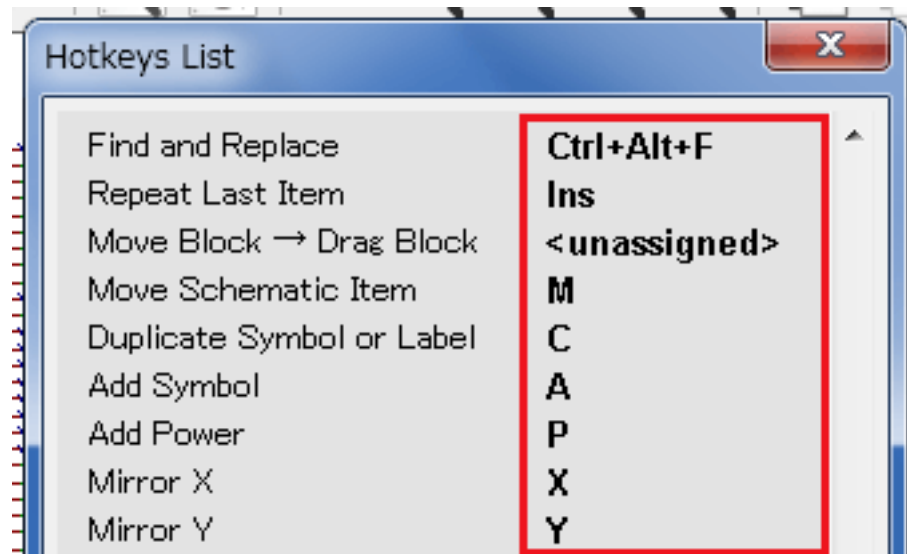 Hotkeys List
Find and Replace Ctrl+Alt+F
Repeat Last Item Ins
Move Block → Drag Block <unassigned>
Move Schematic Item M
Duplicate Symbol or Label C
Add Symbol A
Add Power P
Mirror X X
Mirror Y Y